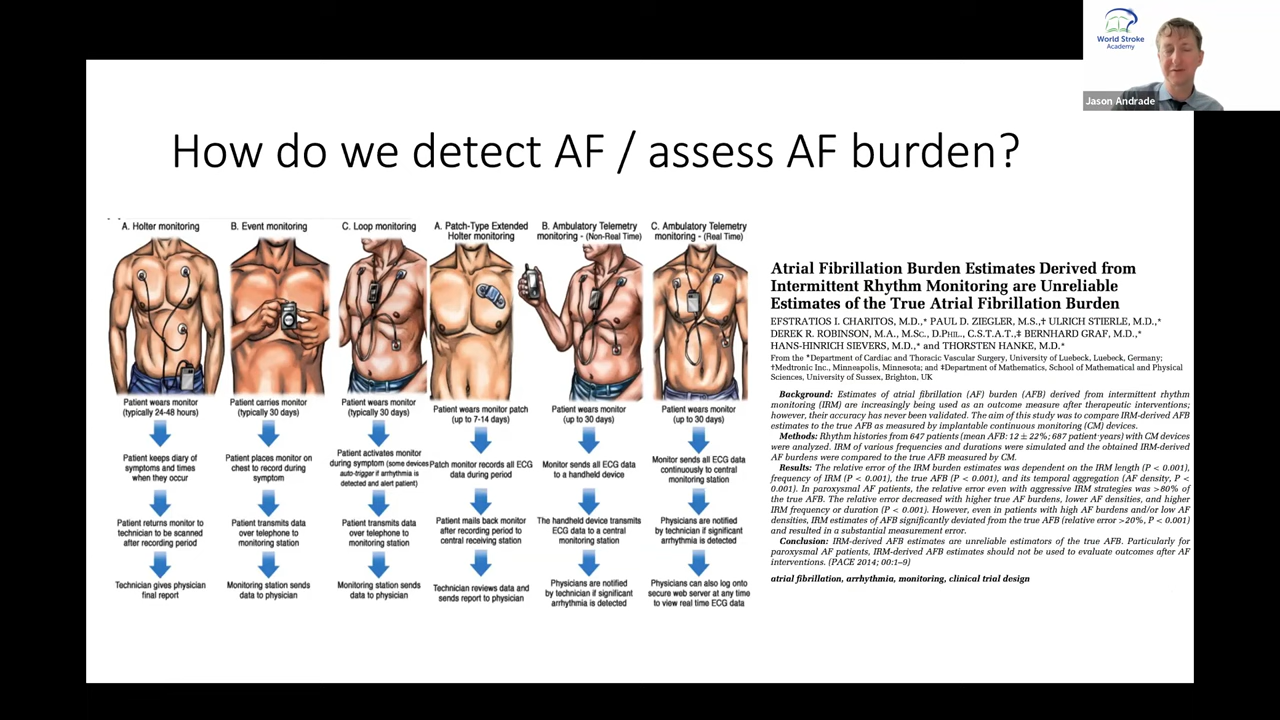 World Stroke
Academy
Jason Andrade
How do we detect AF / assess AF burden?
A. Holter monitoring
Patient wears monitor
(typically 24-48 hours)
Patient keeps diary of
symptoms and times
when they occur
Patient returns monitor to
technician to be scanned
after recording period
Technician gives physician
final report
B. Event monitoring
Patient carries monitor
(typically 30 days)
Patient places monitor on
chest to record during
symptom
Patient transmits data
over telephone to
monitoring station
Monitoring station sends
data to physician
C. Loop monitoring
Patient wears monitor
(typically 30 days)
Patient activates monitor
during symptom (some devices
auto-trigger if arrhythmia is
detected and alert patient)
Patient transmits data
over telephone to
monitoring station
Monitoring station sends
data to physician
A. Patch-Type Extended
Holter monitoring
Patient wears monitor patch
(up to 7-14 days)
Patch monitor records all ECG
data during period
Patient mails back monitor
after recording period to
central receiving station
Technician reviews data and
sends report to physician
B. Ambulatory Telemetry
monitoring - (Non-Real Time)
Patient wears monitor
(up to 30 days)
Monitor sends all ECG data
to a handheld device
The handheld device transmits
ECG data to a central
monitoring station
Physicians are notified
by technician if significant
arrhythmia is detected
C. Ambulatory Telemetry
monitoring - (Real Time)
Patient wears monitor
(up to 30 days)
Monitor sends all ECG data
continuously to central
monitoring station
Physicians are notified
by technician if significant
arrhythmia is detected
Physicians can also log onto
secure web server at any time
to view real time ECG data
Atrial Fibrillation Burden Estimates Derived from
Intermittent Rhythm Monitoring are Unreliable
Estimates of the True Atrial Fibrillation Burden
EFSTRATIOS I. CHARITOS, M.D.,* PAUL D. ZIEGLER, M.S.,† ULRICH STIERLE, M.D.,*
DEREK R. ROBINSON, M.A., M.Sc., D.Phil., C.S.T.A.T.,‡ BERNHARD GRAF, M.D.,*
HANS-HINRICH SIEVERS, M.D.,* and THORSTEN HANKE, M.D.*
From the *Department of Cardiac and Thoracic Vascular Surgery, University of Luebeck, Luebeck, Germany;
†Medtronic Inc., Minneapolis, Minnesota; and ‡Department of Mathematics, School of Mathematical and Physical
Sciences, University of Sussex, Brighton, UK
Background: Estimates of atrial fibrillation (AF) burden (AFB) derived from intermittent rhythm
monitoring (IRM) are increasingly being used as an outcome measure after therapeutic interventions;
however, their accuracy has never been validated. The aim of this study was to compare IRM-derived AFB
estimates to the true AFB as measured by implantable continuous monitoring (CM) devices.
Methods: Rhythm histories from 647 patients (mean AFB: 12 ± 22%; 687 patient-years) with CM devices
were analyzed. IRM of various frequencies and durations were simulated and the obtained IRM-derived
AF burdens were compared to the true AFB measured by CM.
Results: The relative error of the IRM burden estimates was dependent on the IRM length (P < 0.001),
frequency of IRM (P < 0.001), the true AFB (P < 0.001), and its temporal aggregation (AF density, P <
0.001). In paroxysmal AF patients, the relative error even with aggressive IRM strategies was >80% of
the true AFB. The relative error decreased with higher true AF burdens, lower AF densities, and higher
IRM frequency or duration (P < 0.001). However, even in patients with high AF burdens and/or low AF
densities, IRM estimates of AFB significantly deviated from the true AFB (relative error >20%, P < 0.001)
and resulted in a substantial measurement error.
Conclusion: IRM-derived AFB estimates are unreliable estimators of the true AFB. Particularly for
paroxysmal AF patients, IRM-derived AFB estimates should not be used to evaluate outcomes after AF
interventions. (PACE 2014; 00:1–9)
atrial fibrillation, arrhythmia, monitoring, clinical trial design